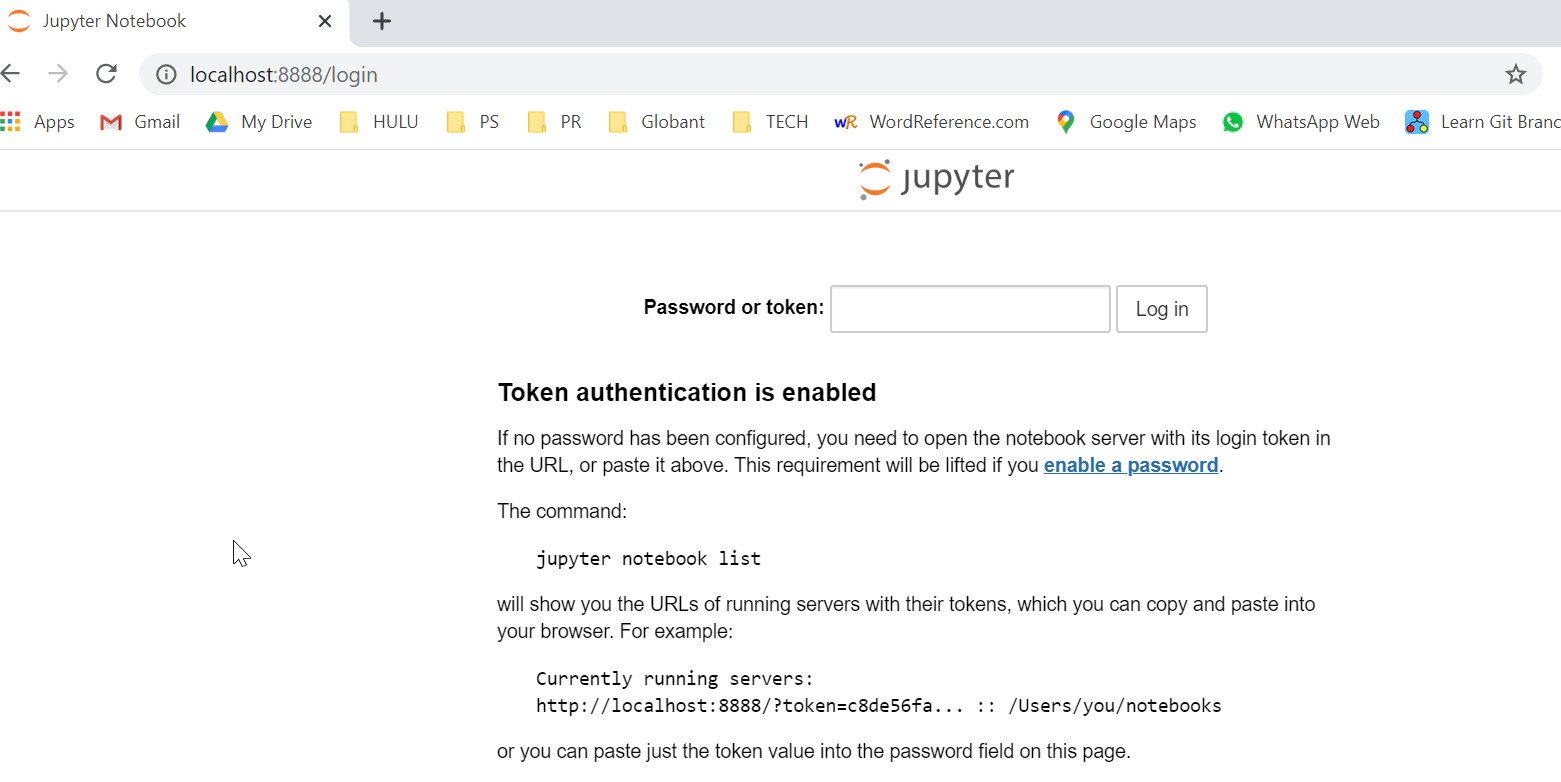 Jupyter Notebook
localhost:8888/login
Apps Gmail My Drive HULU PS PR Globant TECH wR WordReference.com Google Maps WhatsApp Web Learn Git Branc
jupyter
Password or token: Log in
Token authentication is enabled
If no password has been configured, you need to open the notebook server with its login token in
the URL, or paste it above. This requirement will be lifted if you enable a password.
The command:
jupyter notebook list
will show you the URLs of running servers with their tokens, which you can copy and paste into
your browser. For example:
Currently running servers:
http://localhost:8888/?token=c8de56fa... :: /Users/you/notebooks
or you can paste just the token value into the password field on this page.